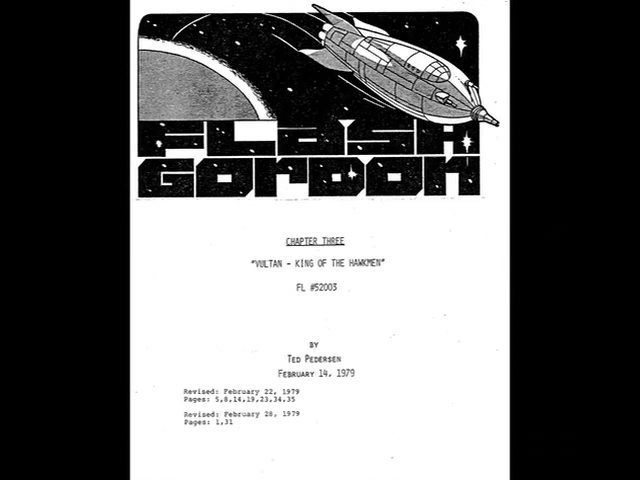 FLASH
GORDON
CHAPTER THREE
"VULTAN - KING OF THE HAWKMEN"
FL #52003
BY
TED PEDERSEN
FEBRUARY 14, 1979
Revised: February 22, 1979
Pages: 5,8,14,19,23,34,35
Revised: February 28, 1979
Pages: 1,31